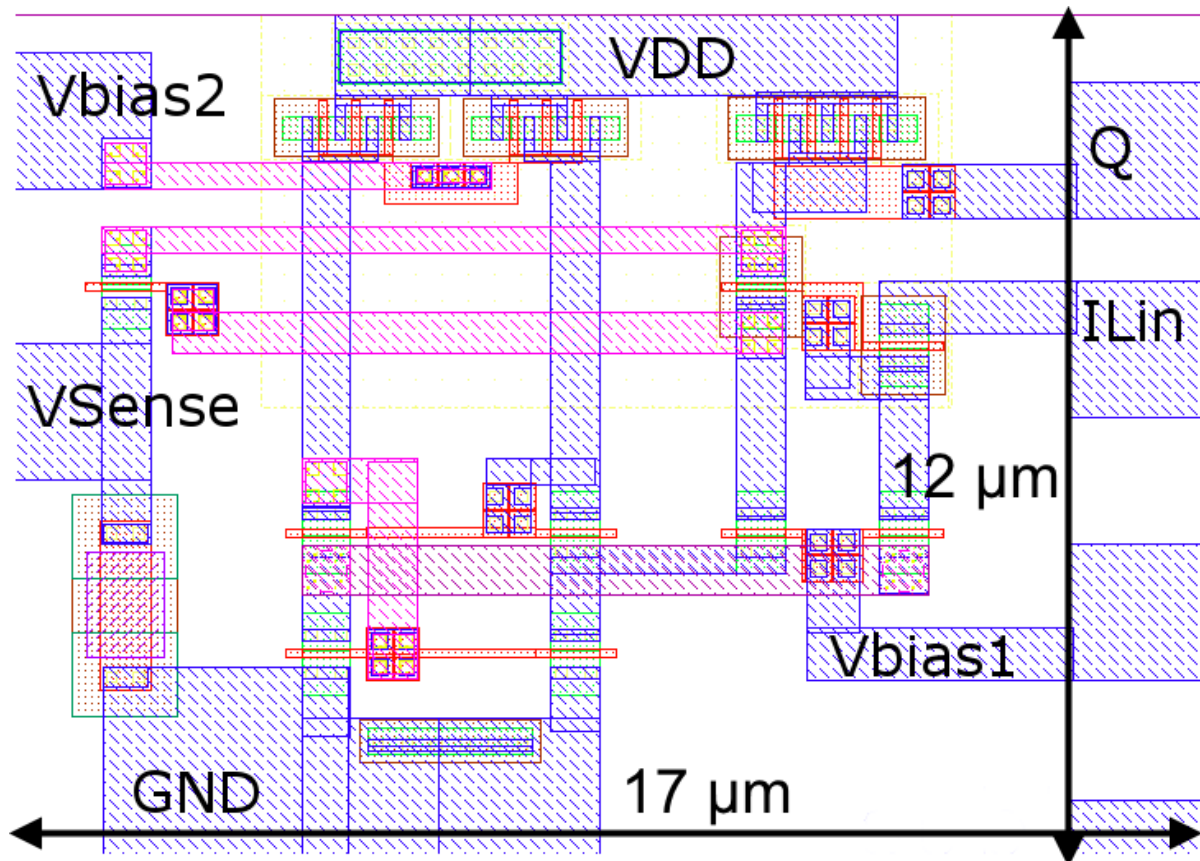 VDD
Vbias2
Q
ILin
VSense
12 μm
Vbias1
GND
17 μm